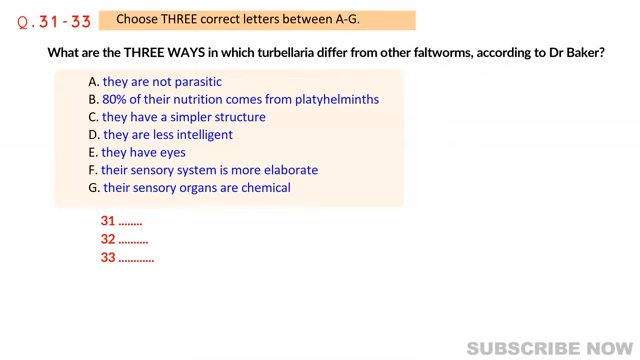 Q.31-33
Choose THREE correct letters between A-G.
What are the THREE WAYS in which turbellaria differ from other faltworms, according to Dr Baker?
A. they are not parasitic
B. 80% of their nutrition comes from platyhelminths
C. they have a simpler structure
D. they are less intelligent
E. they have eyes
F. their sensory system is more elaborate
G. their sensory organs are chemical
31 ........
32 ..........
33 ............
SUBSCRIBE NOW